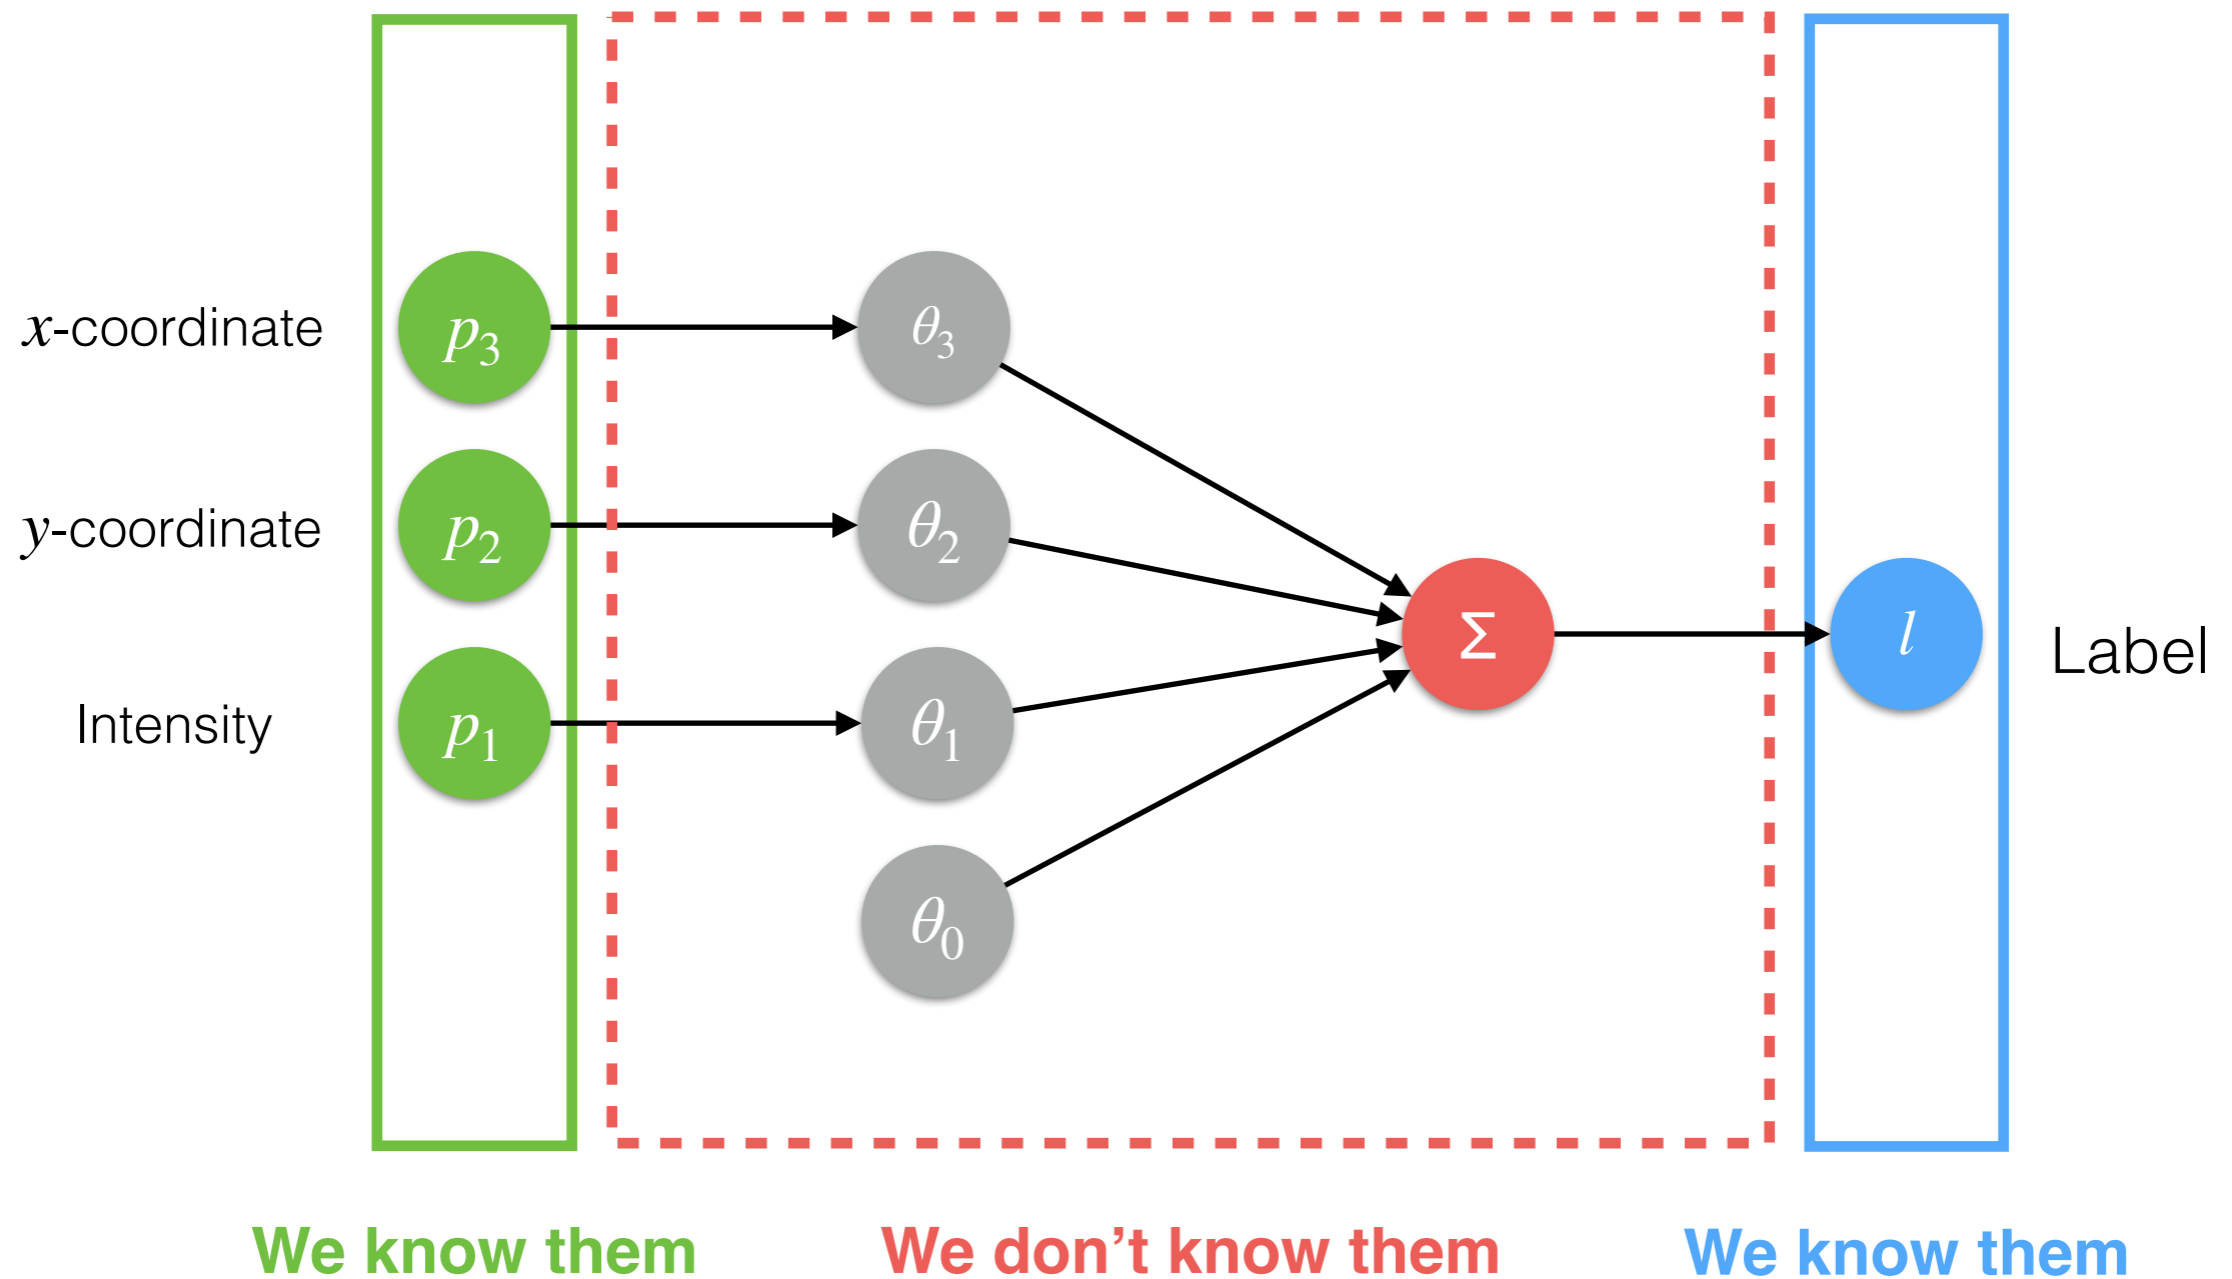 x-coordinate p₃ θ₃
y-coordinate p₂ θ₂
Σ l Label
Intensity p₁ θ₁
θ₀
We know them We don’t know them We know them